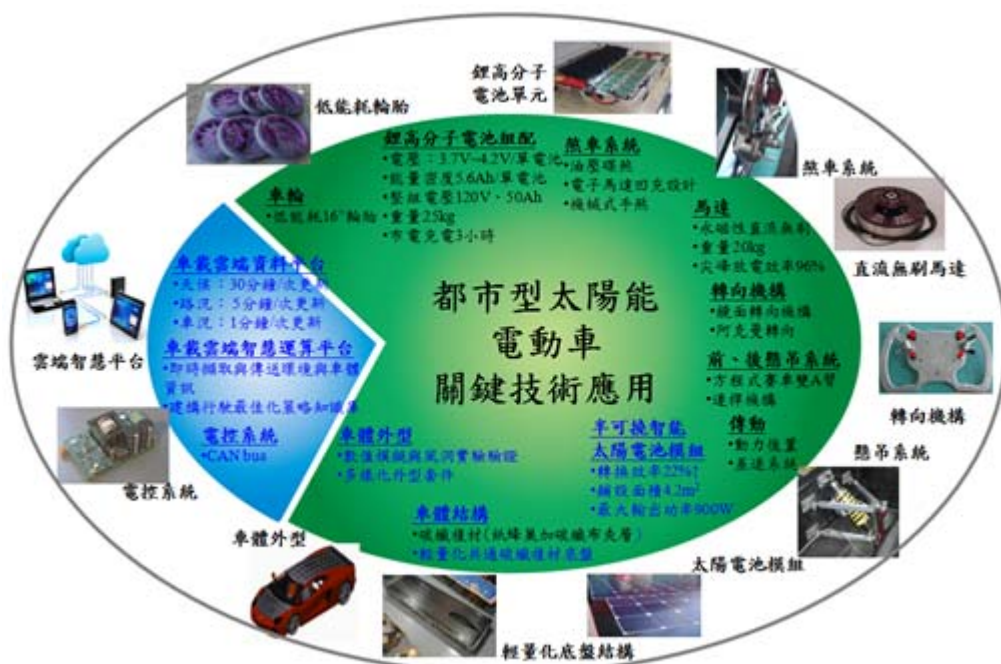 低能耗輪胎
鋰高分子
電池單元
煞車系統
直流無刷馬達
轉向機構
懸吊系統
太陽電池模組
輕量化底盤結構
車體外型
電控系統
雲端智慧平台
都市型太陽能
電動車
關鍵技術應用
車輪
•低能耗16"輪胎
鋰高分子電池組配
•電壓：3.7V~4.2V/單電池
•能量密度5.6Ah/單電池
•整組電壓120V、50Ah
•重量25kg
•市電充電3小時
煞車系統
•油壓碟煞
•電子馬達回充設計
•機械式手煞
馬達
•永磁性直流無刷
•重量20kg
•尖峰放電效率96%
轉向機構
•鏡面轉向機構
•阿克曼轉向
前、後懸吊系統
•方程式賽車雙A臂
•連桿機構
傳動
•動力後置
•差速系統
半可換智能
太陽電池模組
•轉換效率22%↑
•鋪設面積4.2m²
•最大輸出功率900W
車體結構
•碳纖複材(紙蜂巢加碳纖布夾層)
•輕量化共通碳纖複材底盤
車體外型
•數值模擬與風洞實驗驗證
•多樣化外型套件
車載雲端資料平台
•天候：30分鐘/次更新
•路況：5分鐘/次更新
•車況：1分鐘/次更新
車載雲端智慧運算平台
•即時擷取與傳送環境與車體
資訊
•建構行駛最佳化策略知識庫
電控系統
•CAN bua